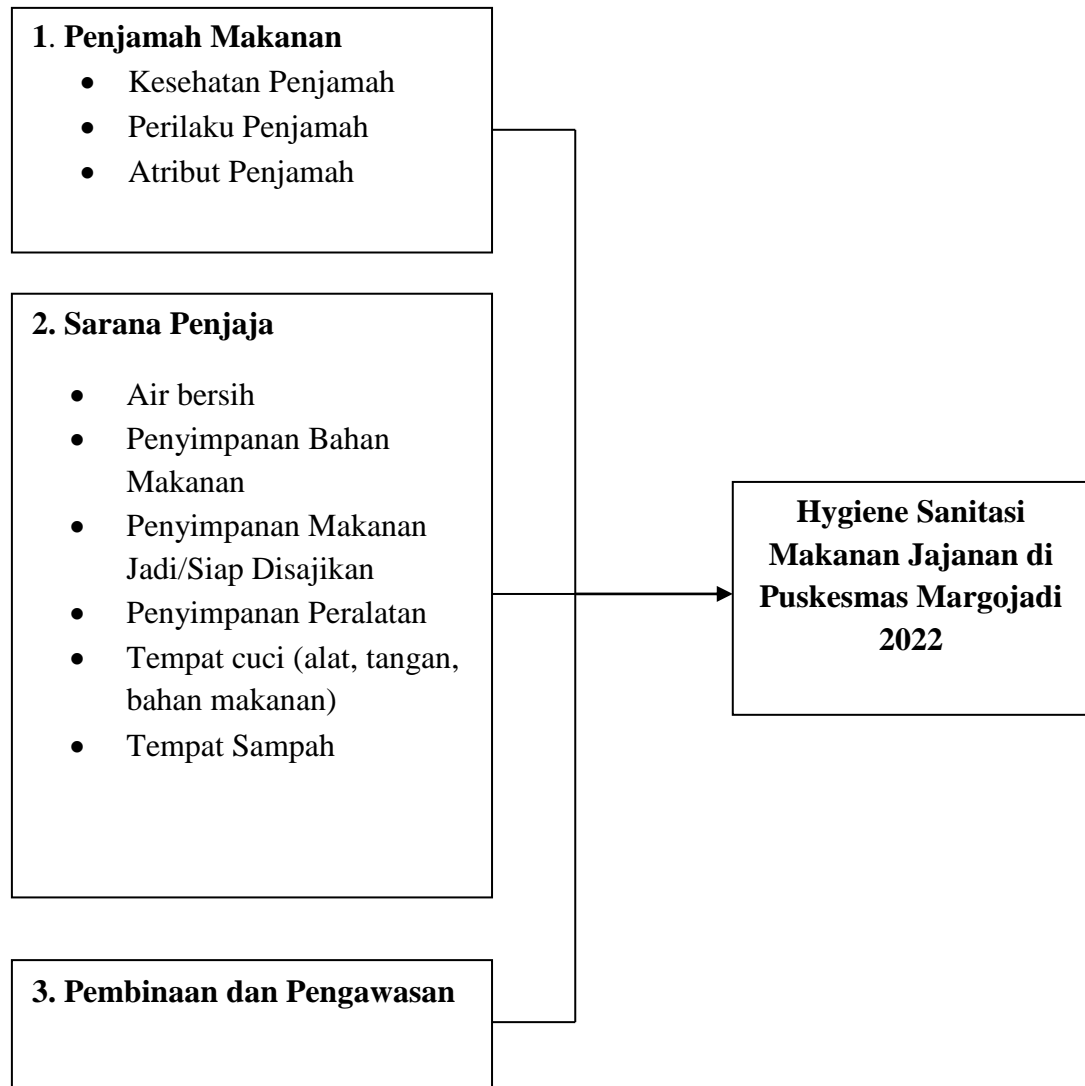 1. Penjamah Makanan
• Kesehatan Penjamah
• Perilaku Penjamah
• Atribut Penjamah
2. Sarana Penjaja
• Air bersih
• Penyimpanan Bahan
Makanan
• Penyimpanan Makanan
Jadi/Siap Disajikan
• Penyimpanan Peralatan
• Tempat cuci (alat, tangan,
bahan makanan)
• Tempat Sampah
3. Pembinaan dan Pengawasan
Hygiene Sanitasi
Makanan Jajanan di
Puskesmas Margojadi
2022